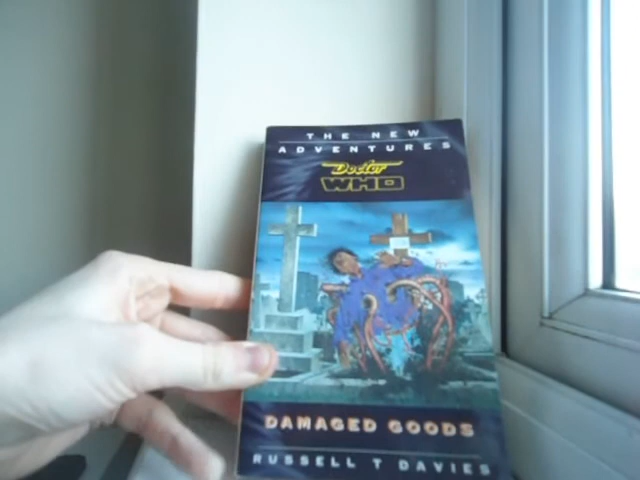 THE NEW
ADVENTURES
Doctor
WHO
DAMAGED GOODS
RUSSELL T DAVIES